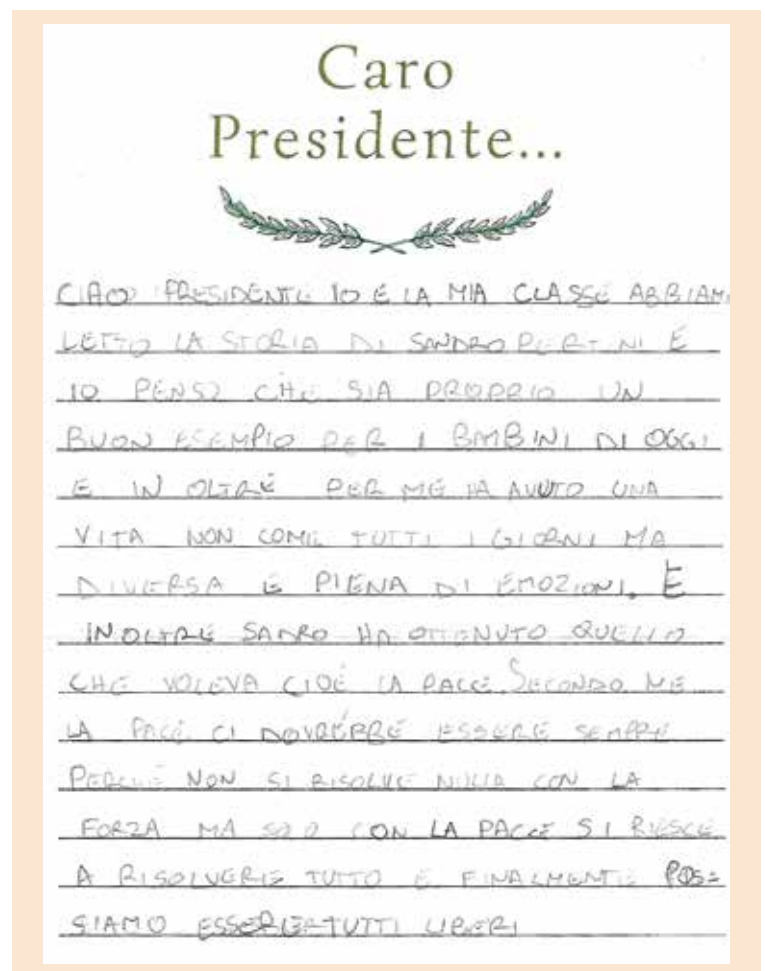 Caro
Presidente...
CIAO PRESIDENTE IO E LA MIA CLASSE ABBIAM
LETTO LA STORIA DI SANDRO PERTINI E
IO PENSO CHE SIA PROPRIO UN
BUON ESEMPIO PER I BAMBINI DI OGGI
E IN OLTRE PER ME HA AVUTO UNA
VITA NON COME TUTTI I GIORNI MA
DIVERSA E PIENA DI EMOZIONI. E
INOLTRE SANRO HA OTTENUTO QUELLO
CHE VOLEVA CIOÈ LA PACE. SECONDO ME
LA PACE CI DOVREBBE ESSERE SEMPRE
PERCHÈ NON SI RISOLVE NULLA CON LA
FORZA MA SOLO CON LA PACE SI RIESCE
A RISOLVERE TUTTO E FINALMENTE POS=
SIAMO ESSERE TUTTI LIBERI